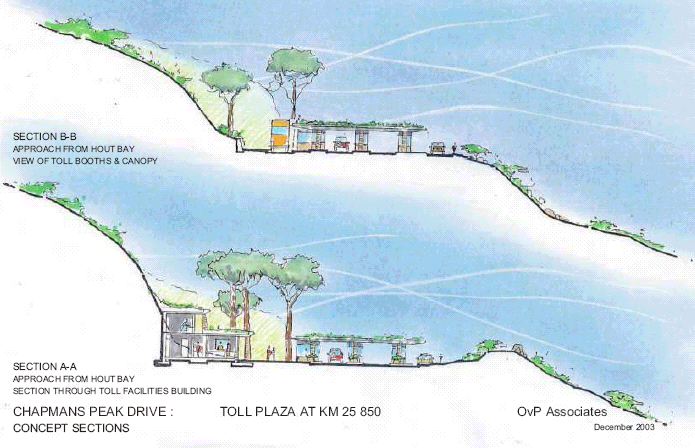 SECTION B-B
APPROACH FROM HOUT BAY
VIEW OF TOLL BOOTHS & CANOPY
SECTION A-A
APPROACH FROM HOUT BAY
SECTION THROUGH TOLL FACILITIES BUILDING
CHAPMANS PEAK DRIVE : TOLL PLAZA AT KM 25 850 OvP Associates
CONCEPT SECTIONS December 2003